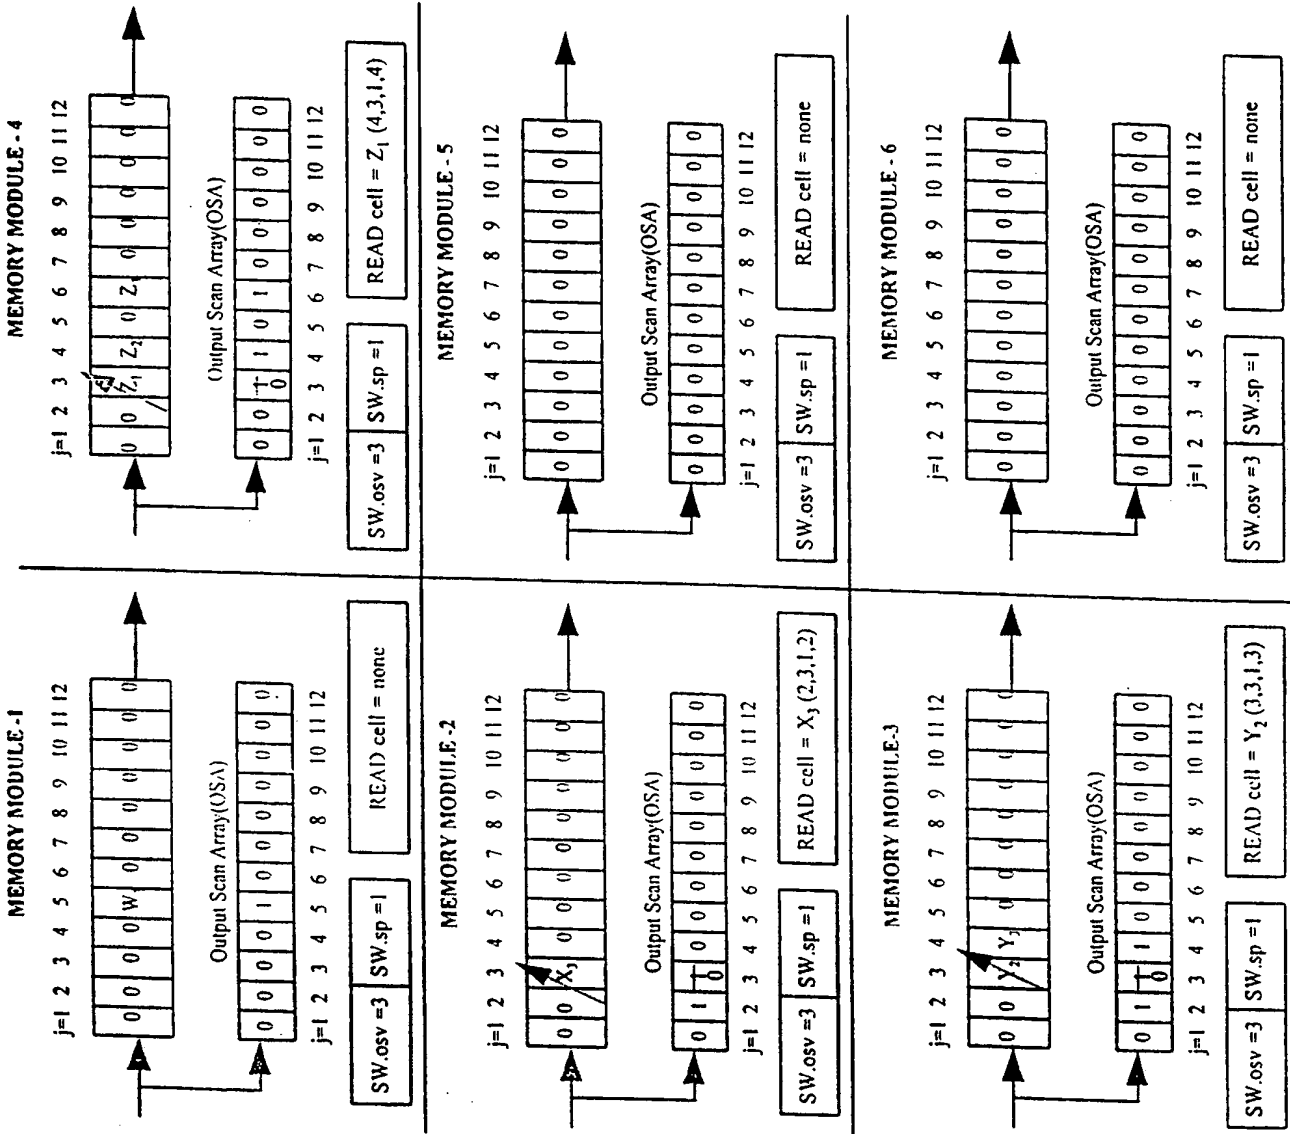 MEMORY MODULE-1
j=1 2 3 4 5 6 7 8 9 10 11 12
0 0 0 0 W 0 0 0 0 0 0 0
Output Scan Array(OSA)
0 0 0 0 1 0 0 0 0 0 0 0
j=1 2 3 4 5 6 7 8 9 10 11 12
SW.osv =3 SW.sp =1 READ cell = none
MEMORY MODULE - 4
j=1 2 3 4 5 6 7 8 9 10 11 12
0 0 Z₁ Z₂ 0 Z₁ 0 0 0 0 0 0
Output Scan Array(OSA)
0 0 1 1 0 1 0 0 0 0 0 0
0
j=1 2 3 4 5 6 7 8 9 10 11 12
SW.osv =3 SW.sp =1 READ cell = Z₁ (4,3,1,4)
MEMORY MODULE -2
j=1 2 3 4 5 6 7 8 9 10 11 12
0 0 X₃ 0 0 0 0 0 0 0 0 0
Output Scan Array(OSA)
0 1 1 0 0 0 0 0 0 0 0 0
0
j=1 2 3 4 5 6 7 8 9 10 11 12
SW.osv =3 SW.sp =1 READ cell = X₃ (2,3,1,2)
MEMORY MODULE - 5
j=1 2 3 4 5 6 7 8 9 10 11 12
0 0 0 0 0 0 0 0 0 0 0 0
Output Scan Array(OSA)
0 0 0 0 0 0 0 0 0 0 0 0
j=1 2 3 4 5 6 7 8 9 10 11 12
SW.osv =3 SW.sp =1 READ cell = none
MEMORY MODULE-3
j=1 2 3 4 5 6 7 8 9 10 11 12
0 0 Y₂ Y₃ 0 0 0 0 0 0 0 0
Output Scan Array(OSA)
0 1 1 1 0 0 0 0 0 0 0 0
0
j=1 2 3 4 5 6 7 8 9 10 11 12
SW.osv =3 SW.sp =1 READ cell = Y₂ (3,3,1,3)
MEMORY MODULE - 6
j=1 2 3 4 5 6 7 8 9 10 11 12
0 0 0 0 0 0 0 0 0 0 0 0
Output Scan Array(OSA)
0 0 0 0 0 0 0 0 0 0 0 0
j=1 2 3 4 5 6 7 8 9 10 11 12
SW.osv =3 SW.sp =1 READ cell = none